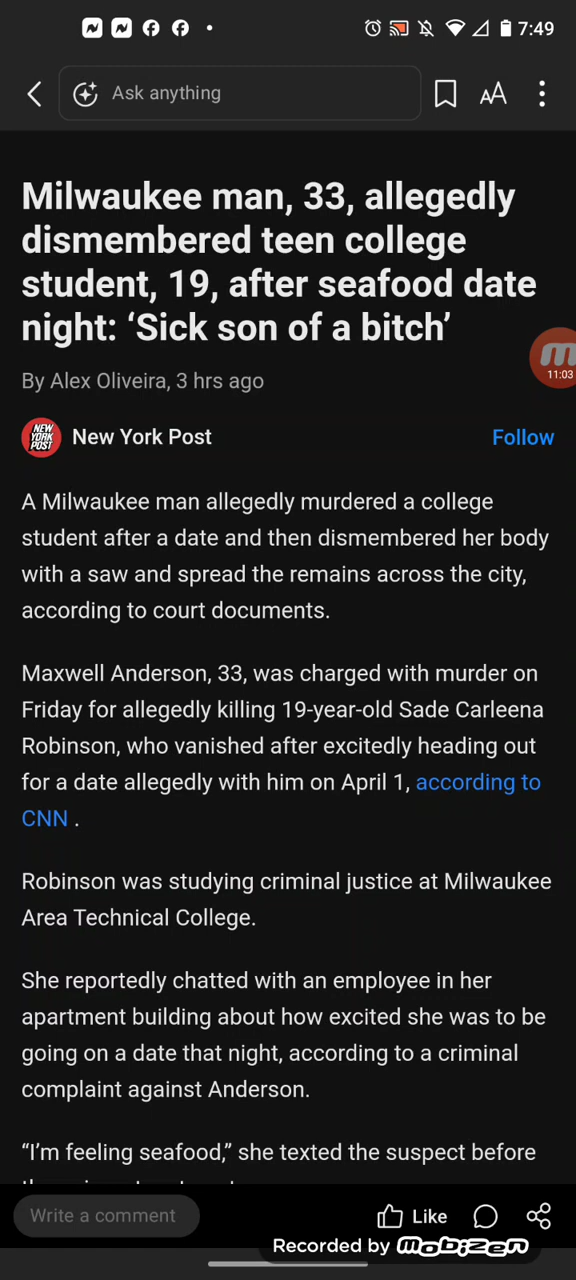 7:49
Ask anything
AA
Milwaukee man, 33, allegedly
dismembered teen college
student, 19, after seafood date
night: ‘Sick son of a bitch’
11:03
By Alex Oliveira, 3 hrs ago
NEW YORK POST
New York Post
Follow
A Milwaukee man allegedly murdered a college
student after a date and then dismembered her body
with a saw and spread the remains across the city,
according to court documents.
Maxwell Anderson, 33, was charged with murder on
Friday for allegedly killing 19-year-old Sade Carleena
Robinson, who vanished after excitedly heading out
for a date allegedly with him on April 1, according to
CNN .
Robinson was studying criminal justice at Milwaukee
Area Technical College.
She reportedly chatted with an employee in her
apartment building about how excited she was to be
going on a date that night, according to a criminal
complaint against Anderson.
“I’m feeling seafood,” she texted the suspect before
Write a comment
Like
Recorded by mobizen